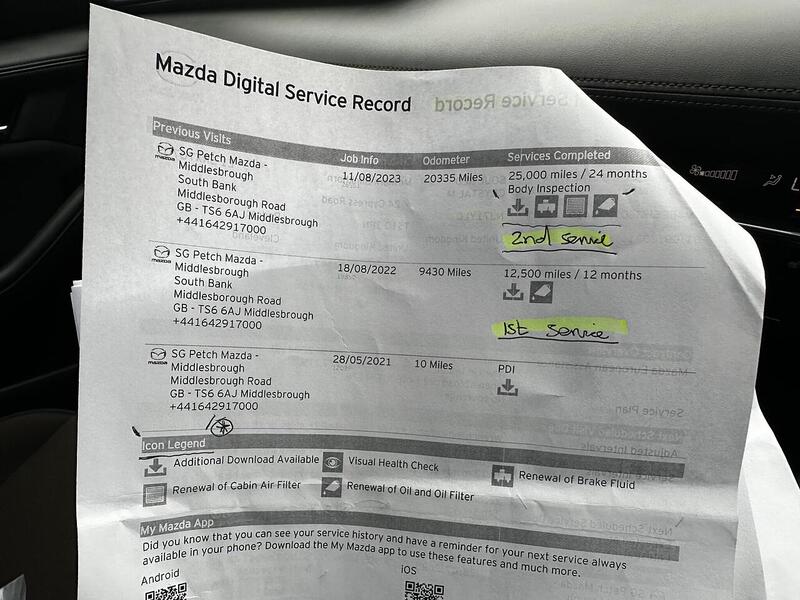 Mazda Digital Service Record
Previous Visits
Job Info
Odometer
Services Completed
mazda
SG Petch Mazda -
Middlesbrough
South Bank
Middlesborough Road
GB - TS6 6AJ Middlesbrough
+441642917000
11/08/2023
20335 Miles
25,000 miles / 24 months
Body Inspection
2nd service
mazda
SG Petch Mazda -
Middlesbrough
South Bank
Middlesborough Road
GB - TS6 6AJ Middlesbrough
+441642917000
18/08/2022
9430 Miles
12,500 miles / 12 months
1st service
mazda
SG Petch Mazda -
Middlesbrough
Middlesbrough Road
GB - TS6 6AJ Middlesbrough
+441642917000
28/05/2021
10 Miles
PDI
Icon Legend
Additional Download Available
Visual Health Check
Renewal of Brake Fluid
Renewal of Cabin Air Filter
Renewal of Oil and Oil Filter
My Mazda App
Did you know that you can see your service history and have a reminder for your next service always
available in your phone? Download the My Mazda app to use these features and much more.
Android
iOS